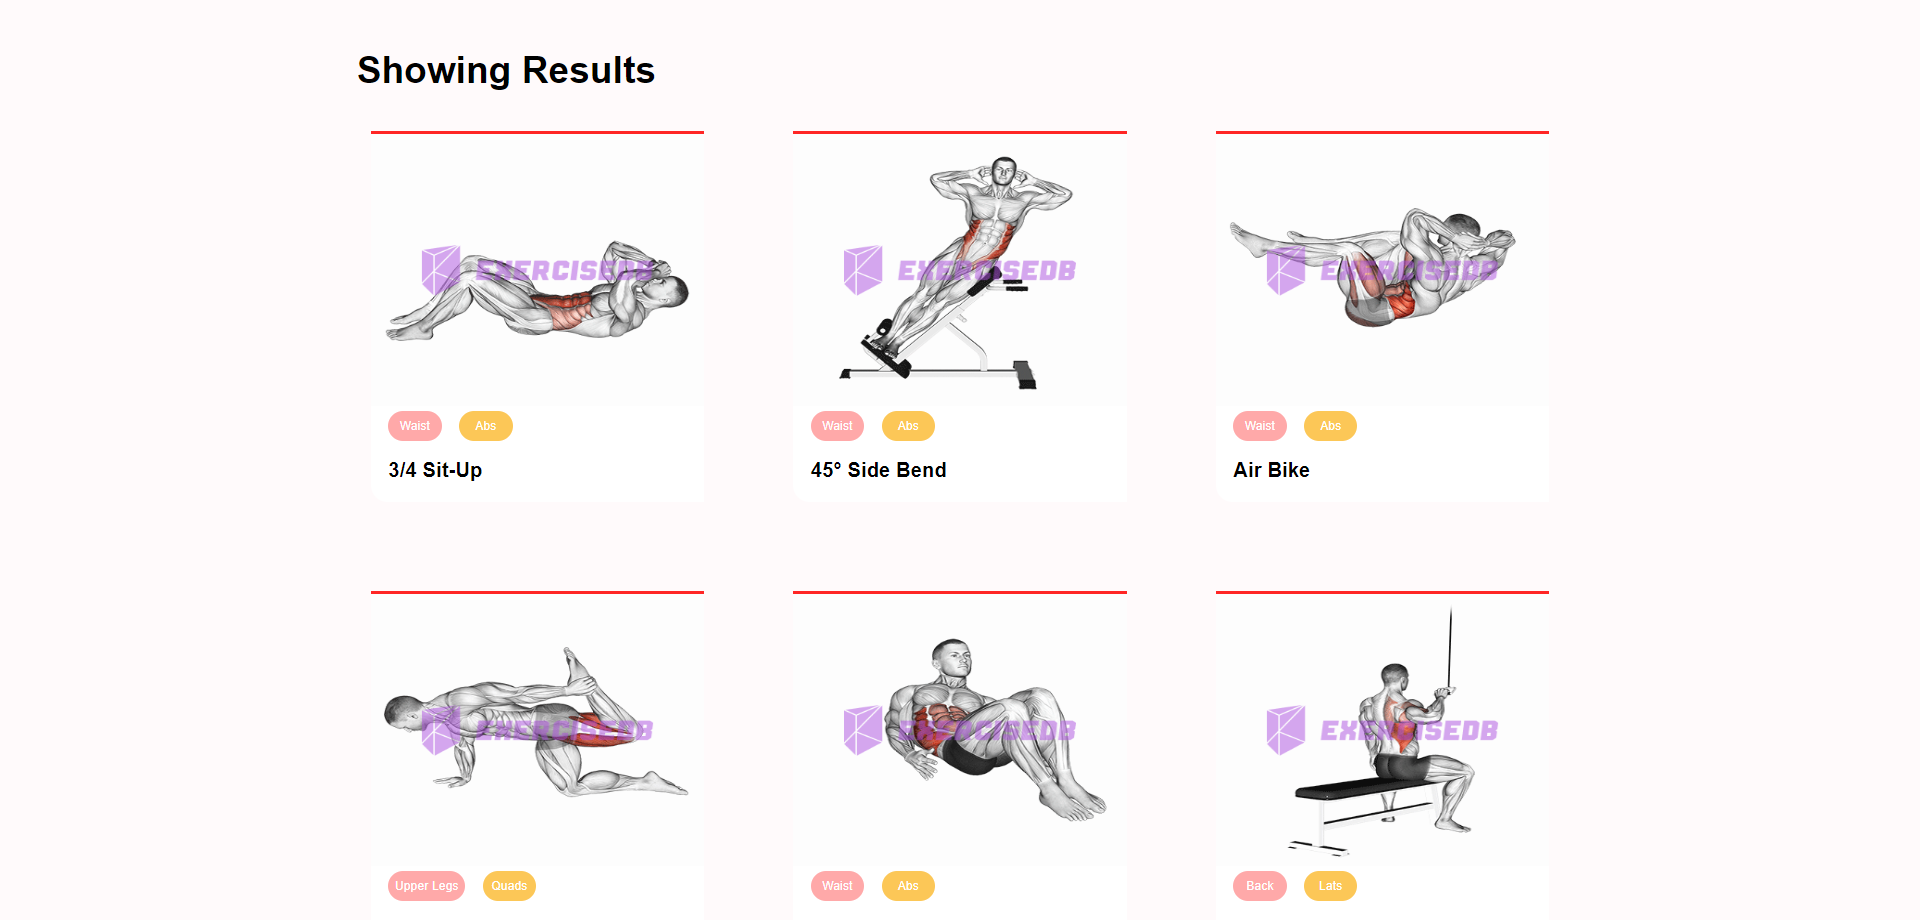 Showing Results
EXERCISEDB
EXERCISEDB
EXERCISEDB
Waist Abs
3/4 Sit-Up
Waist Abs
45° Side Bend
Waist Abs
Air Bike
EXERCISEDB
EXERCISEDB
EXERCISEDB
Upper Legs Quads
Waist Abs
Back Lats